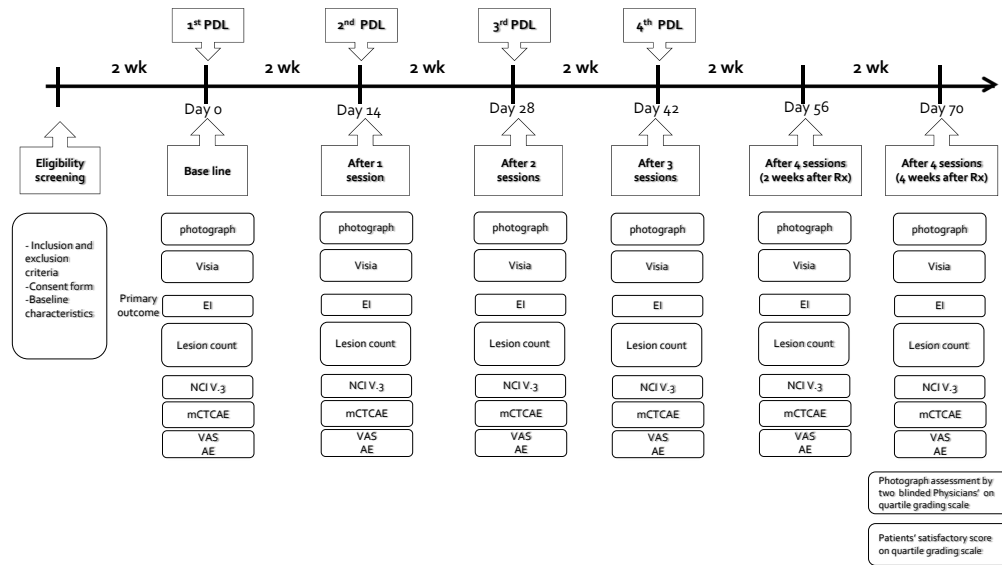 1st PDL
2nd PDL
3rd PDL
4th PDL
2 wk
2 wk
2 wk
2 wk
2 wk
2 wk
Day 0
Day 14
Day 28
Day 42
Day 56
Day 70
Eligibility
screening
Base line
After 1
session
After 2
sessions
After 3
sessions
After 4 sessions
(2 weeks after Rx)
After 4 sessions
(4 weeks after Rx)
- Inclusion and
exclusion
criteria
-Consent form
-Baseline
characteristics
Primary
outcome
photograph
Visia
EI
Lesion count
NCI V.3
mCTCAE
VAS
AE
photograph
Visia
EI
Lesion count
NCI V.3
mCTCAE
VAS
AE
photograph
Visia
EI
Lesion count
NCI V.3
mCTCAE
VAS
AE
photograph
Visia
EI
Lesion count
NCI V.3
mCTCAE
VAS
AE
photograph
Visia
EI
Lesion count
NCI V.3
mCTCAE
VAS
AE
photograph
Visia
EI
Lesion count
NCI V.3
mCTCAE
VAS
AE
Photograph assessment by
two blinded Physicians' on
quartile grading scale
Patients' satisfactory score
on quartile grading scale